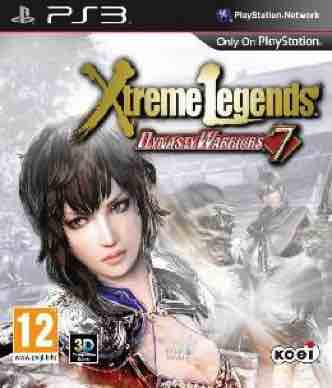 PS3
PlayStation Network
Only On PlayStation.
Xtreme Legends
DYNASTY WARRIORS 7
12
www.pegi.info
3D
KOEI